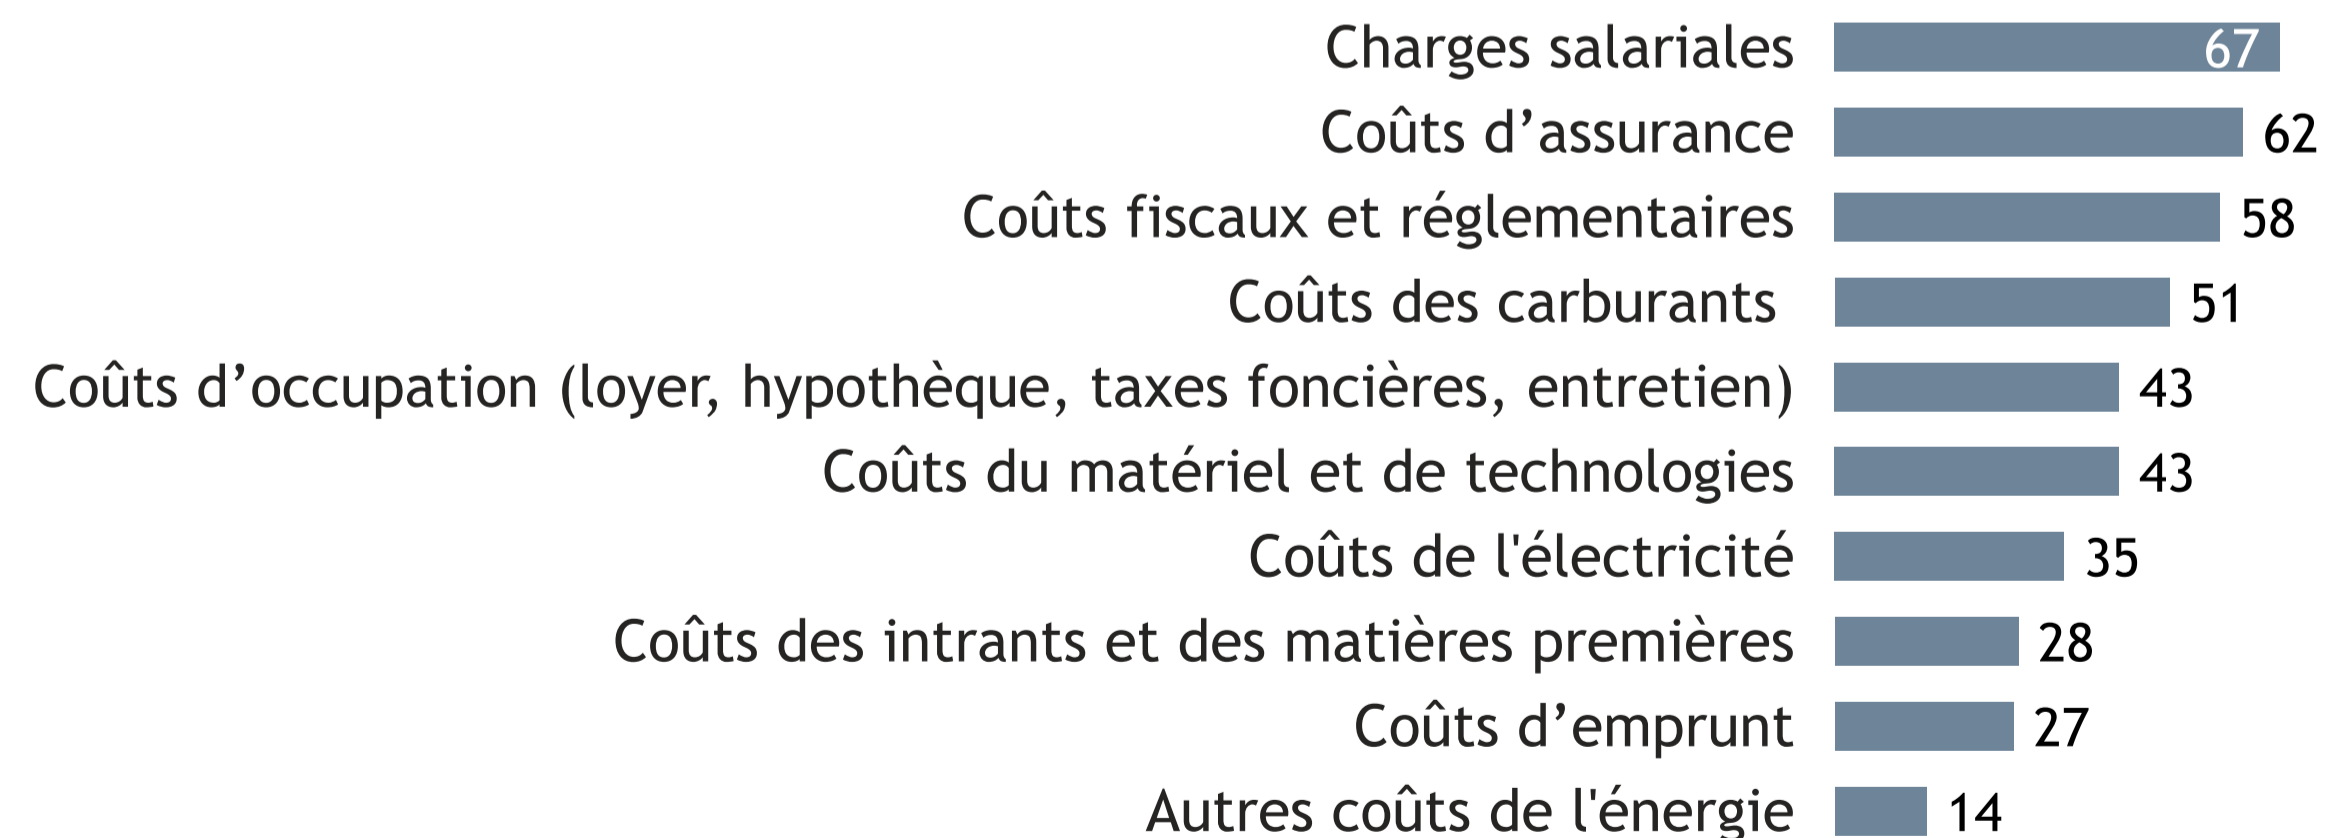 Charges salariales 67
Coûts d’assurance 62
Coûts fiscaux et réglementaires 58
Coûts des carburants 51
Coûts d’occupation (loyer, hypothèque, taxes foncières, entretien) 43
Coûts du matériel et de technologies 43
Coûts de l'électricité 35
Coûts des intrants et des matières premières 28
Coûts d’emprunt 27
Autres coûts de l'énergie 14